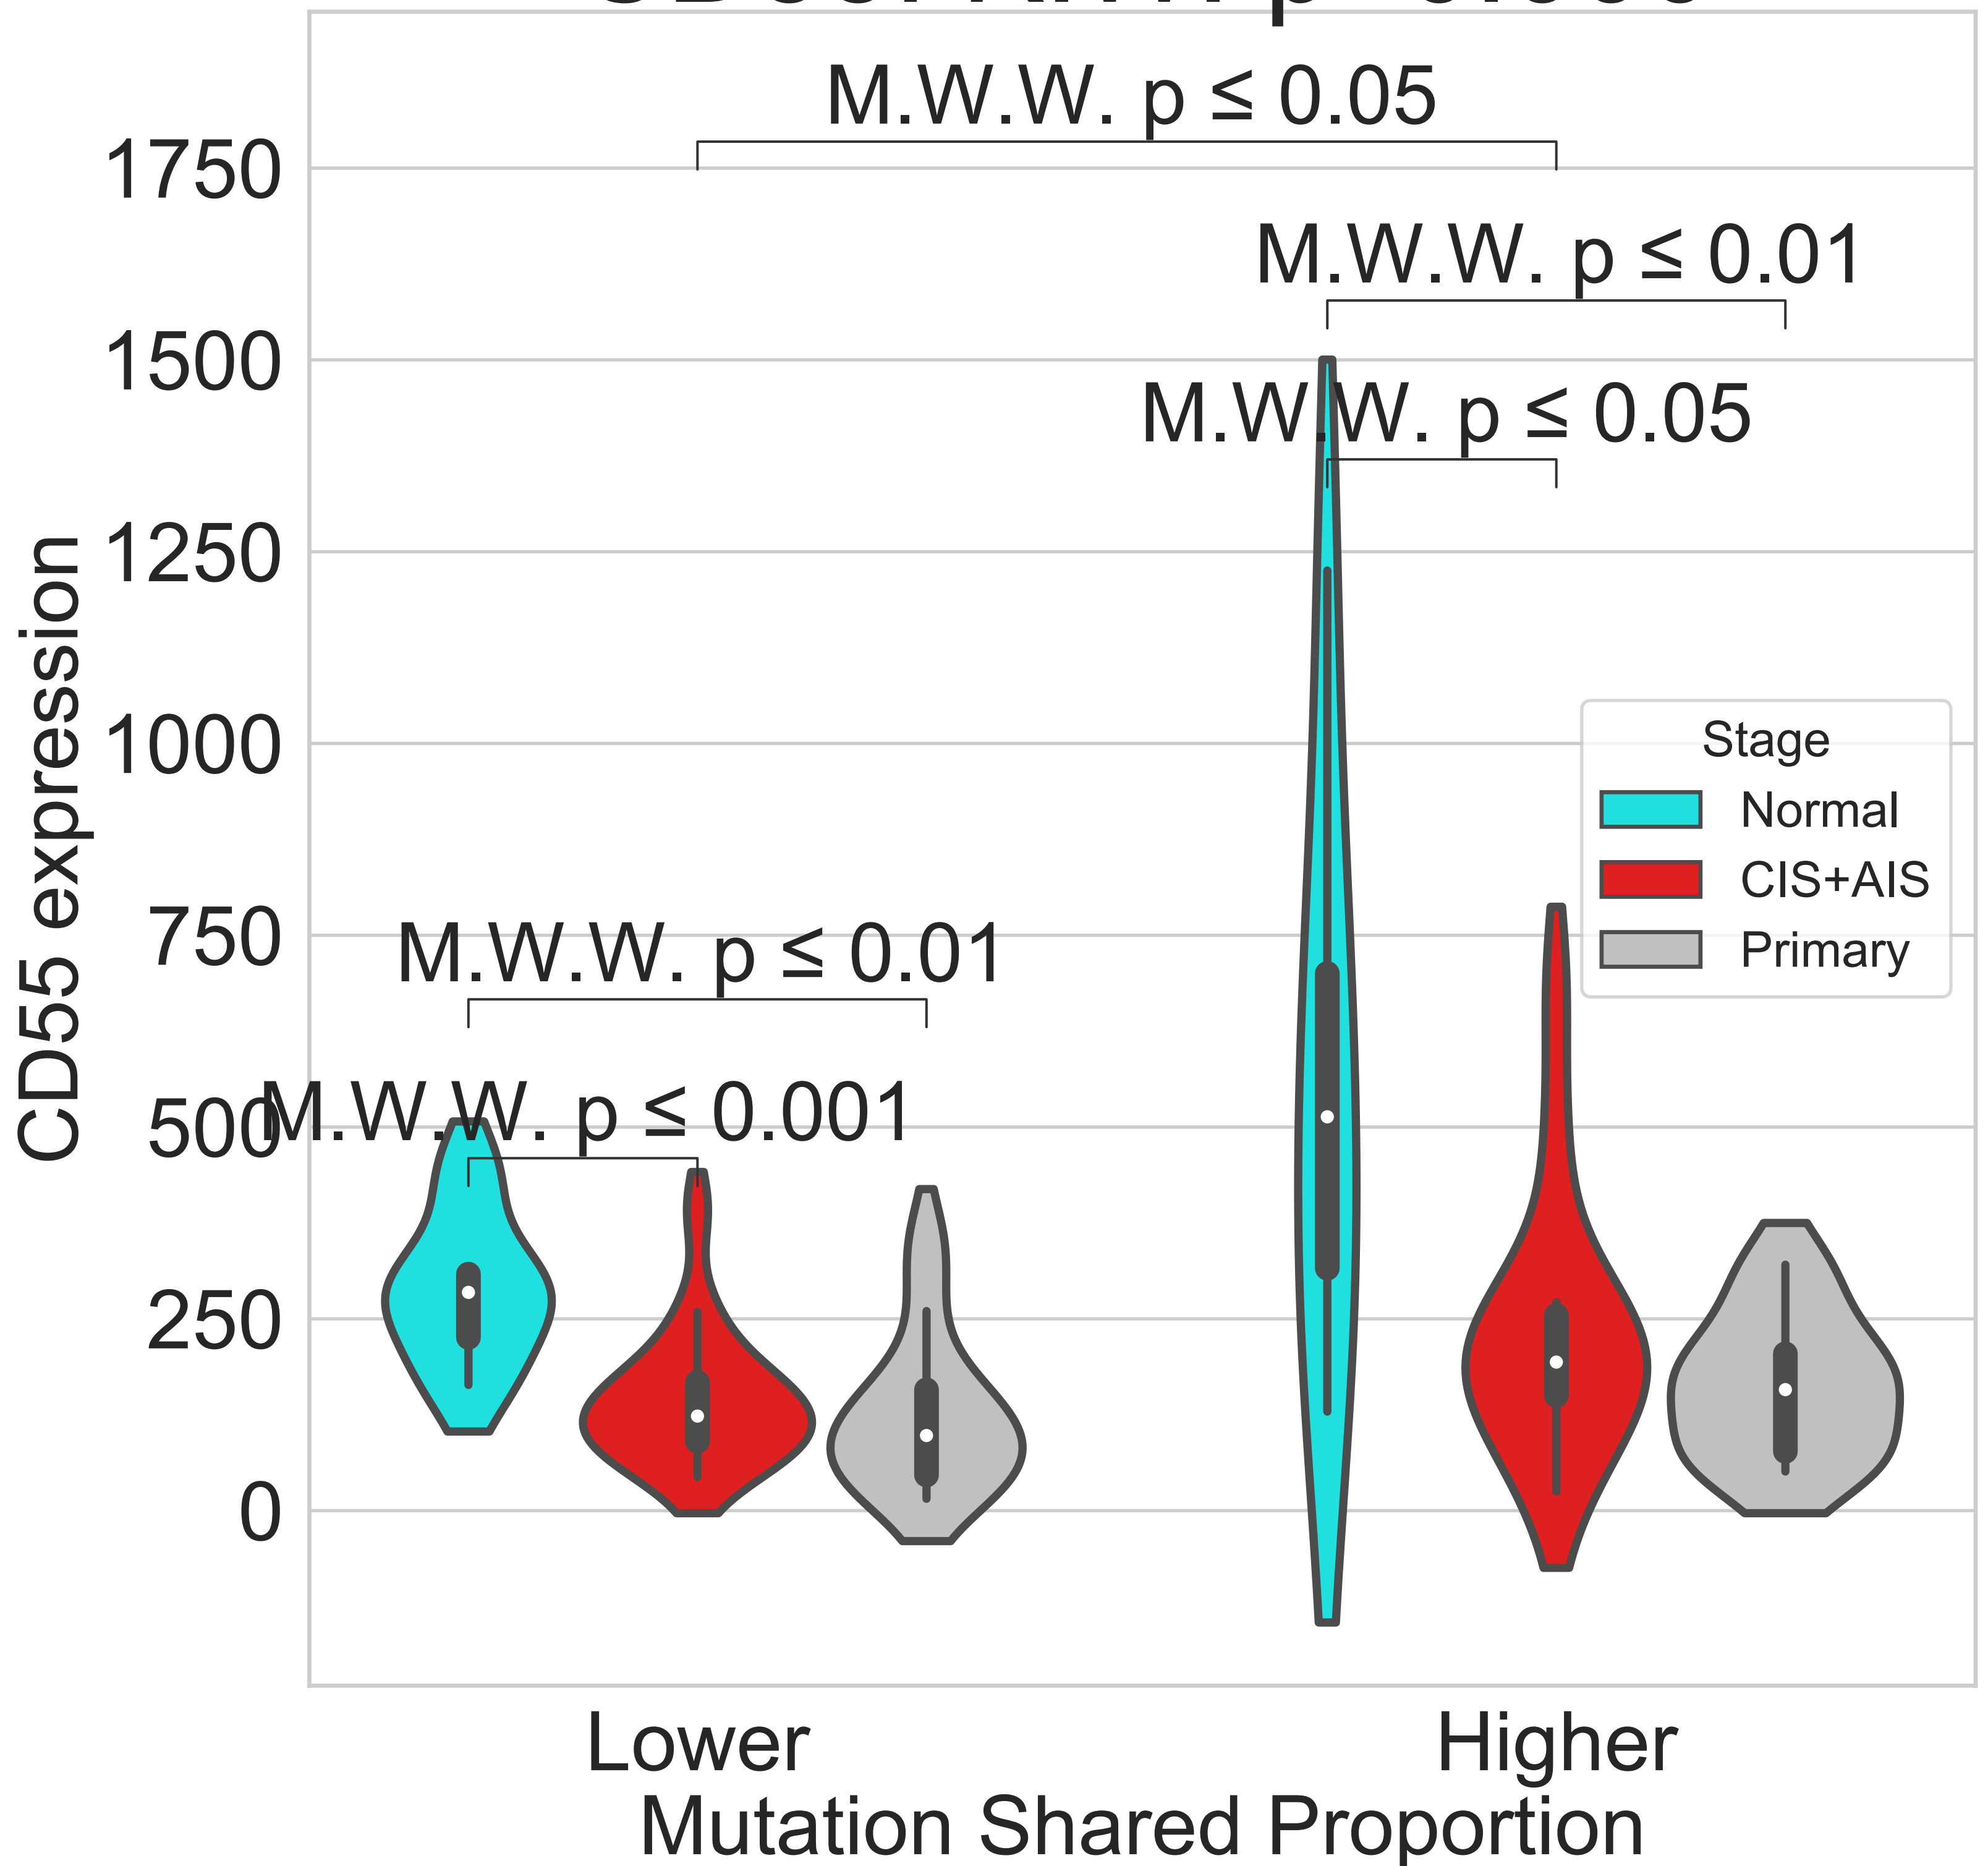 M.W.W. p ≤ 0.05
1750
M.W.W. p ≤ 0.01
1500
M.W.W. p ≤ 0.05
1250
1000
Stage
Normal
CIS+AIS
Primary
750
M.W.W. p ≤ 0.01
500
M.W.W. p ≤ 0.001
250
0
CD55 expression
Lower
Higher
Mutation Shared Proportion